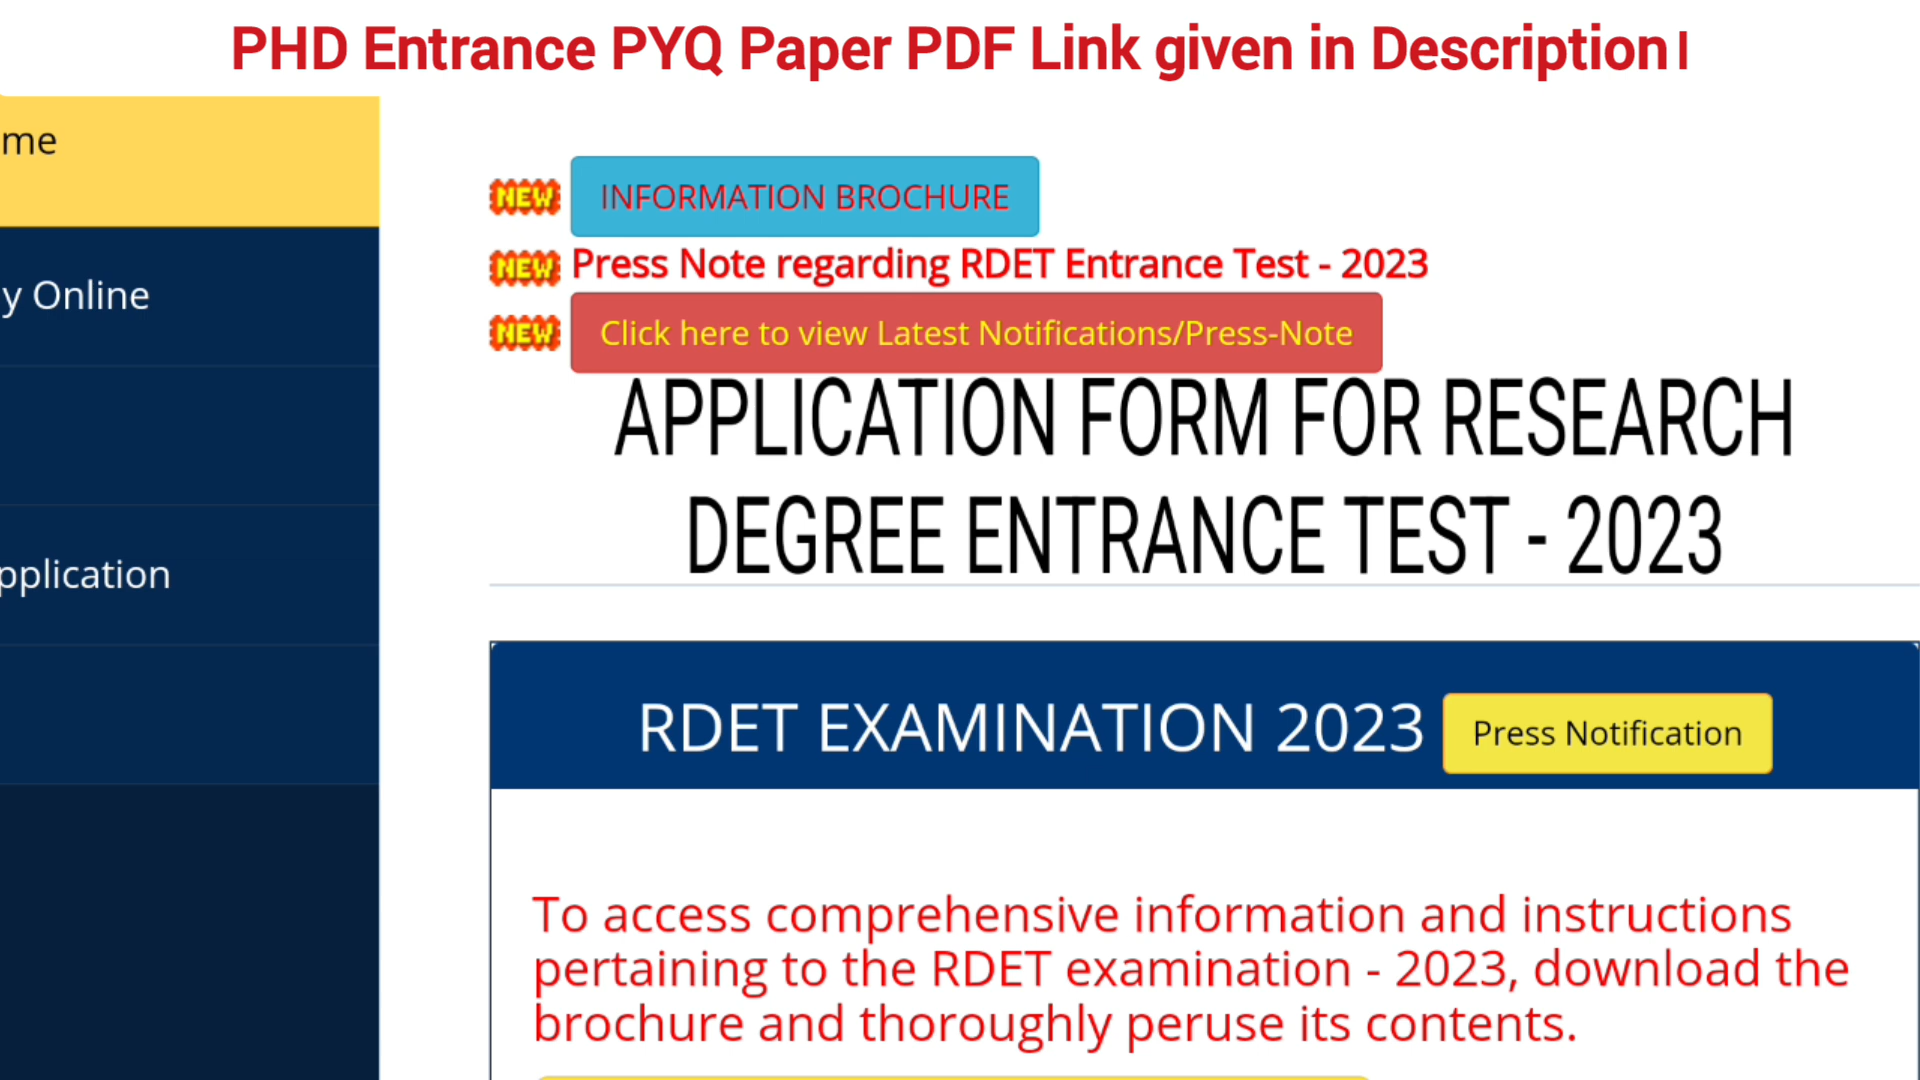 PHD Entrance PYQ Paper PDF Link given in Description।
me
NEW INFORMATION BROCHURE
NEW Press Note regarding RDET Entrance Test - 2023
y Online
NEW Click here to view Latest Notifications/Press-Note
APPLICATION FORM FOR RESEARCH
DEGREE ENTRANCE TEST - 2023
pplication
RDET EXAMINATION 2023 Press Notification
To access comprehensive information and instructions
pertaining to the RDET examination - 2023, download the
brochure and thoroughly peruse its contents.